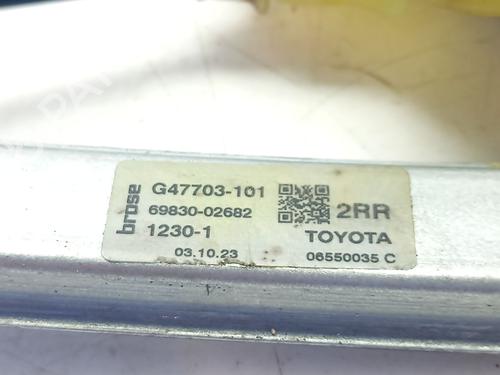 brose
G47703-101
69830-02682
1230-1
03.10.23
2RR
TOYOTA
06550035 C